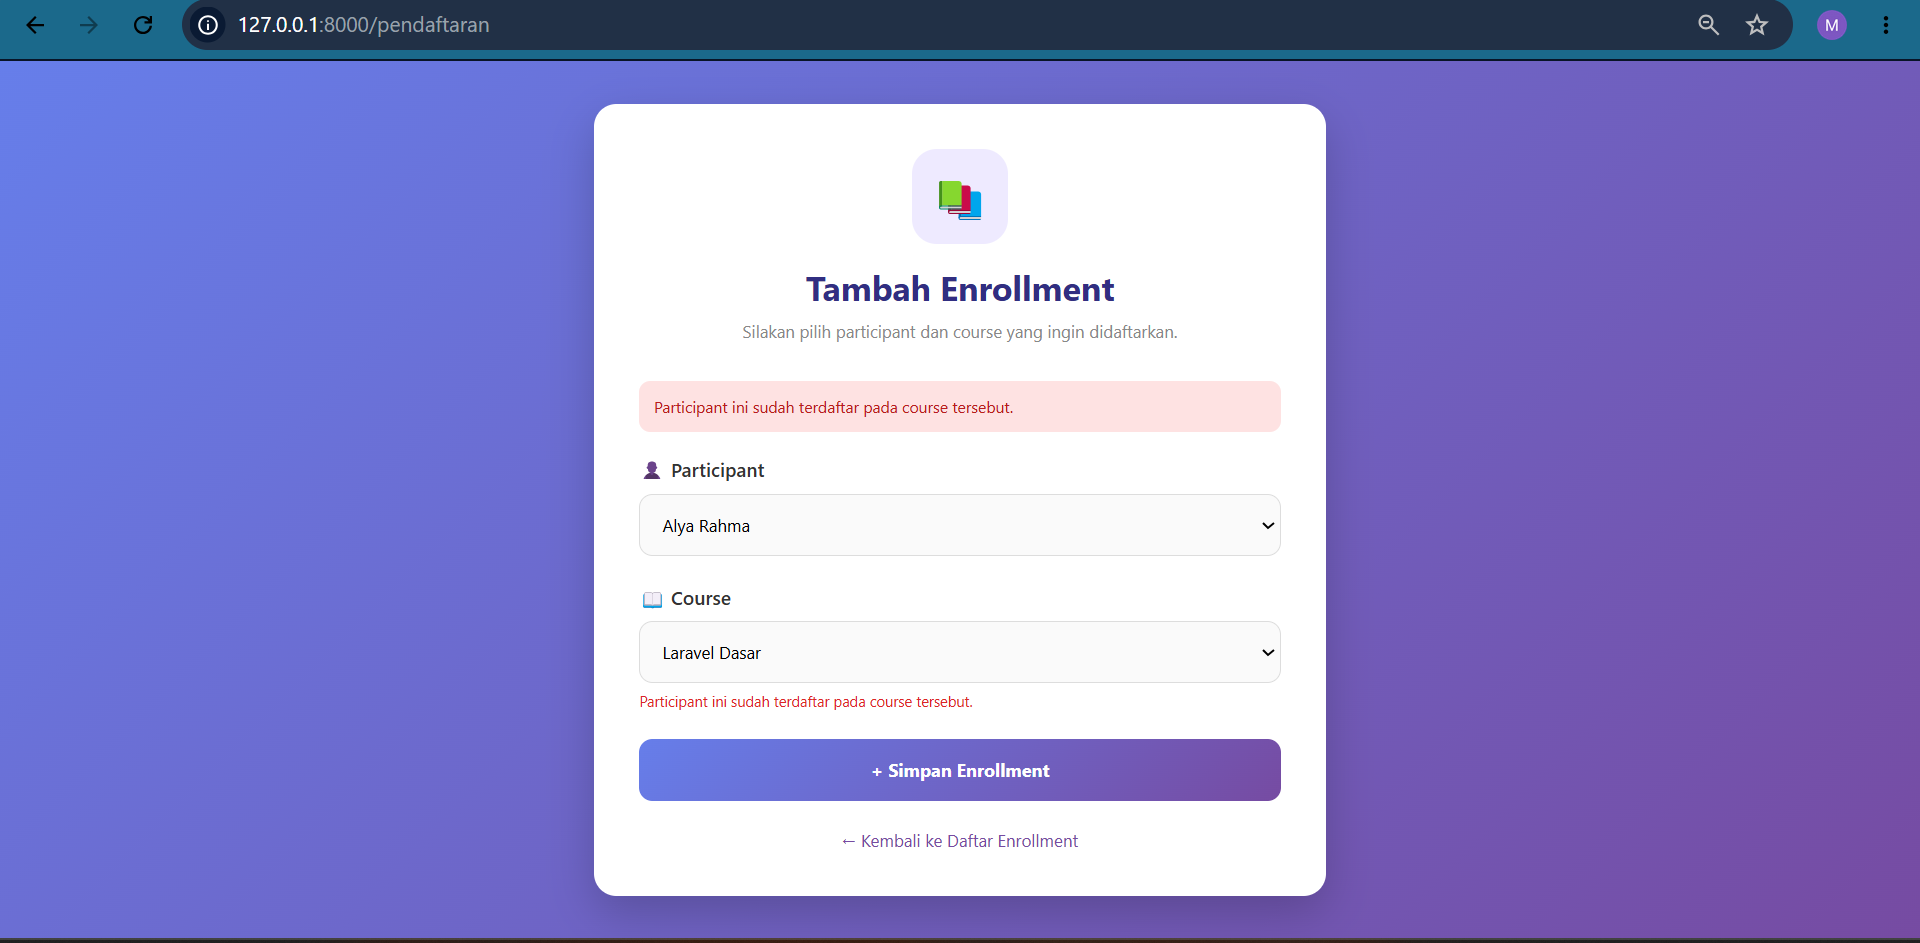 127.0.0.1:8000/pendaftaran
M
Tambah Enrollment
Silakan pilih participant dan course yang ingin didaftarkan.
Participant ini sudah terdaftar pada course tersebut.
Participant
Alya Rahma
Course
Laravel Dasar
Participant ini sudah terdaftar pada course tersebut.
+ Simpan Enrollment
← Kembali ke Daftar Enrollment